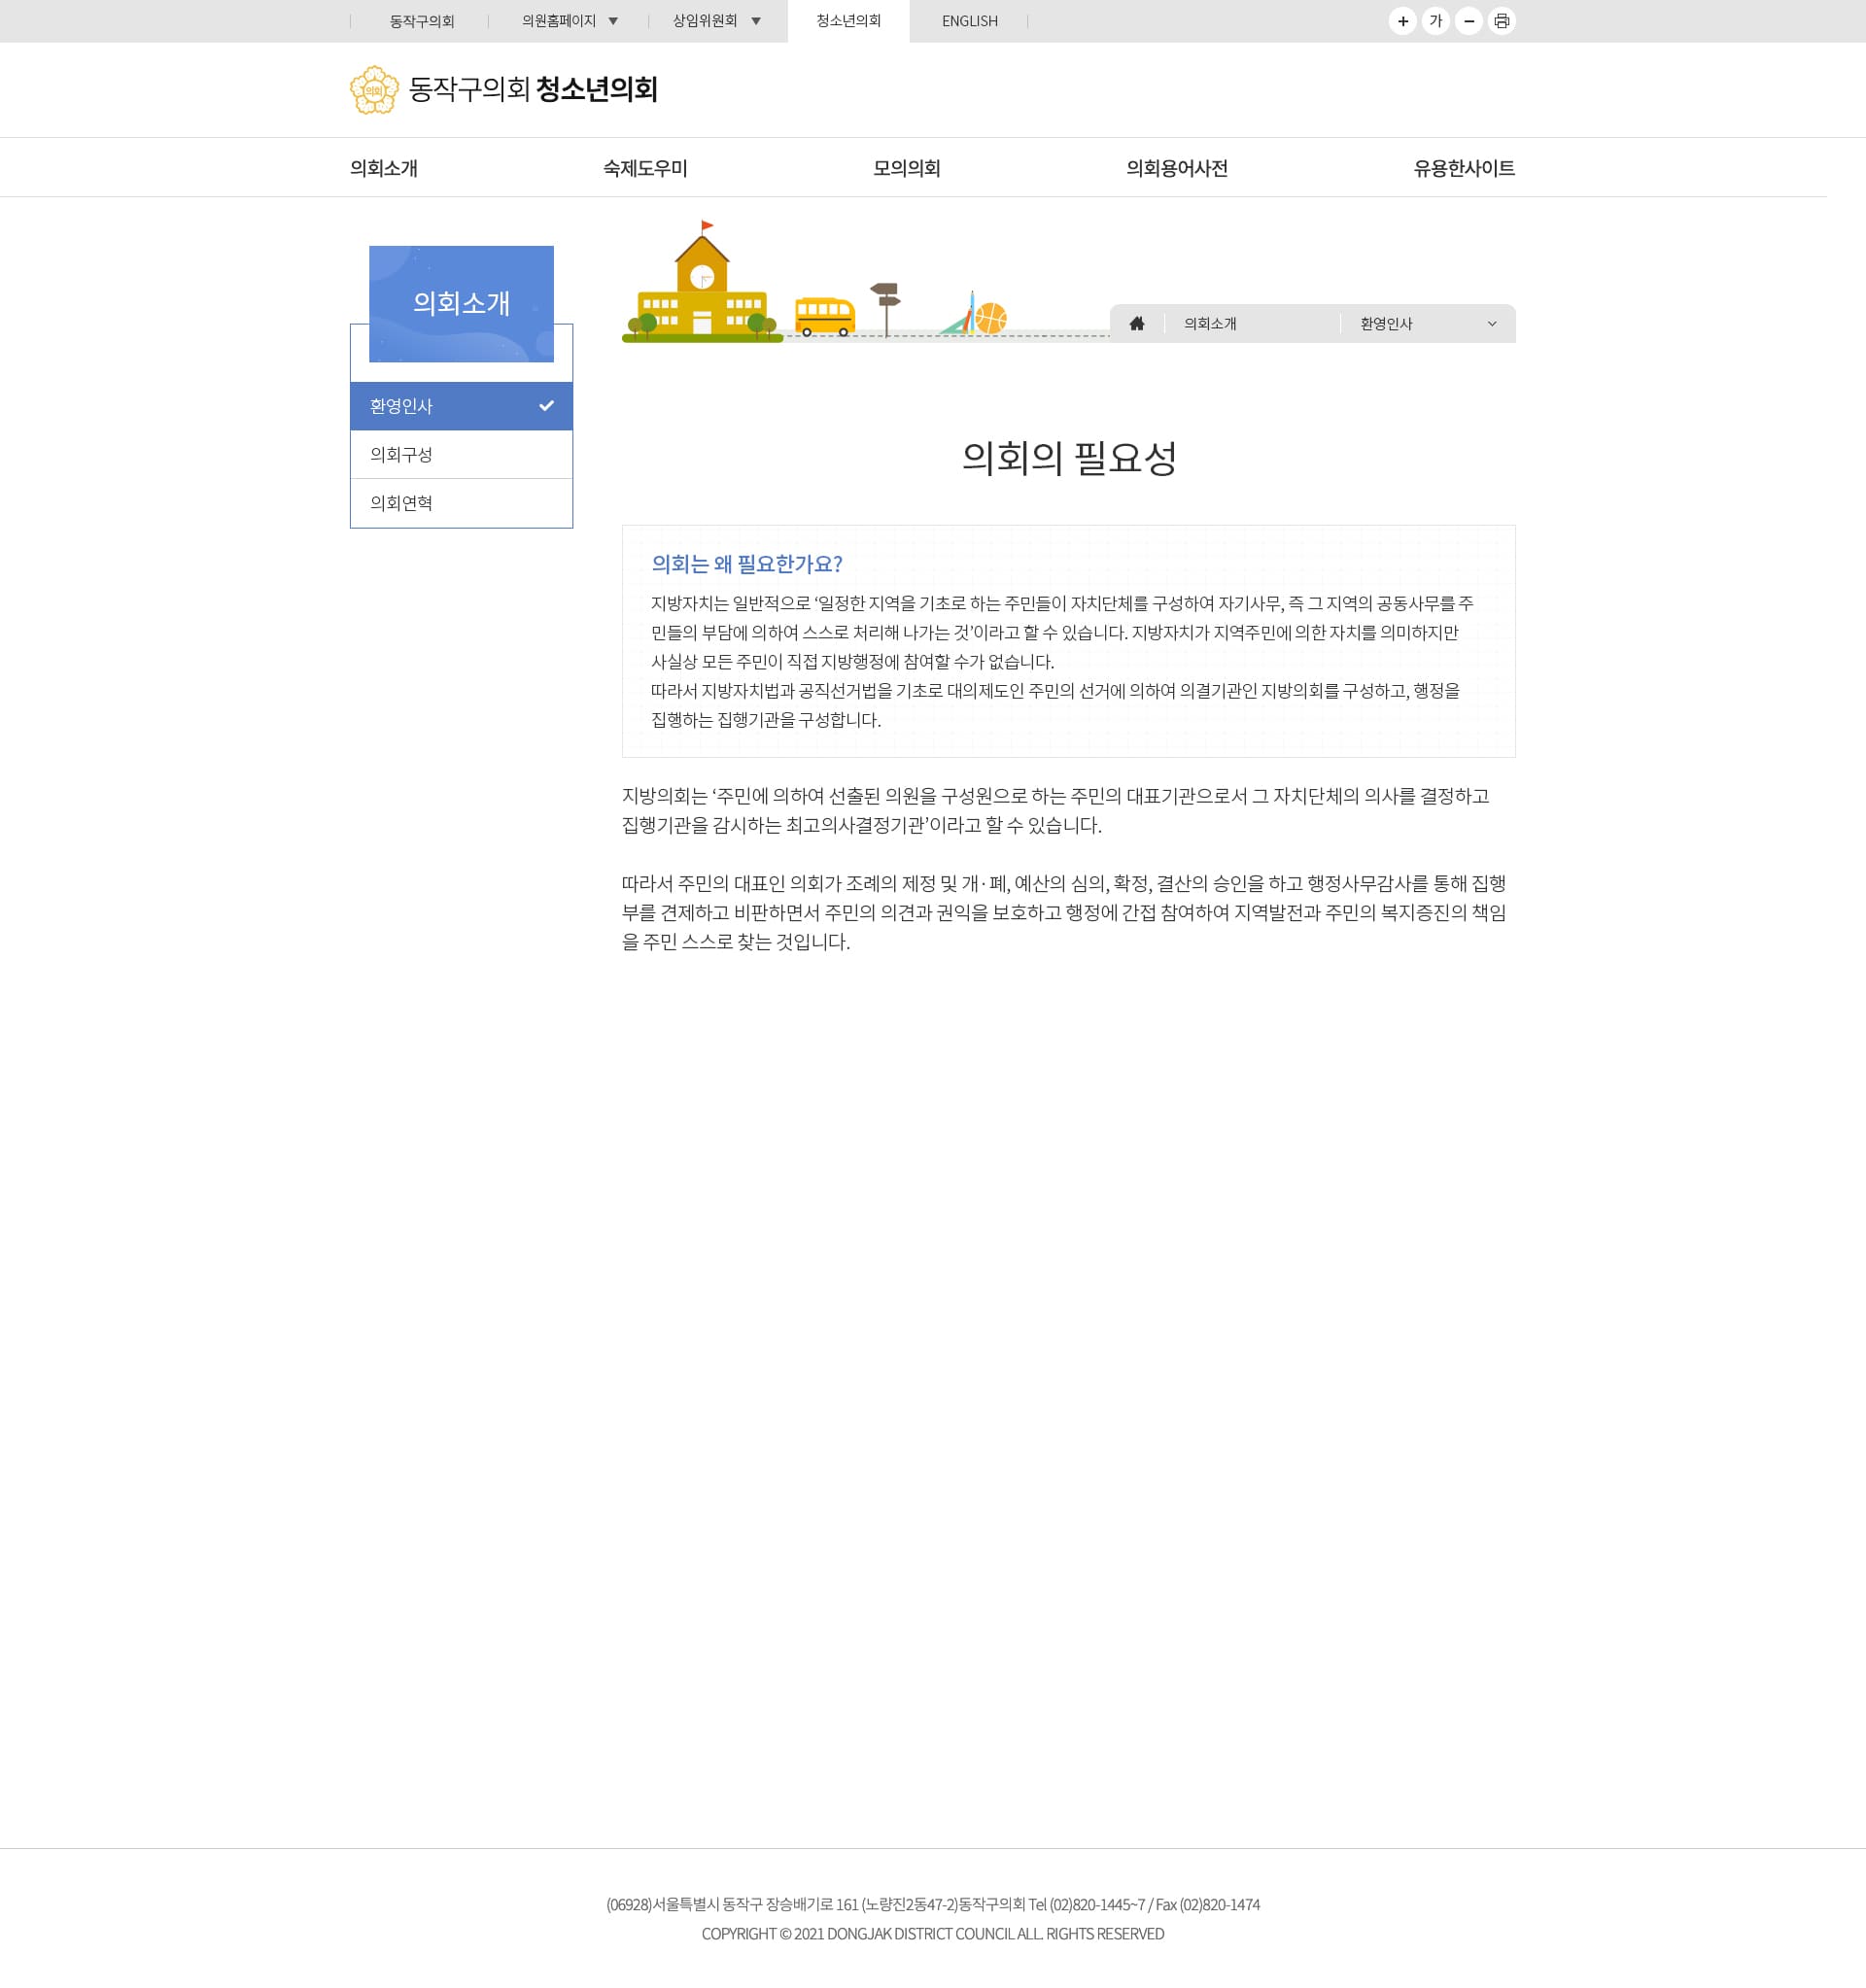 동작구의회 의원홈페이지 ▼ 상임위원회 ▼ 청소년의회 ENGLISH + 가 −
의회 동작구의회 청소년의회
의회소개 숙제도우미 모의의회 의회용어사전 유용한사이트
의회소개
의회소개 환영인사
환영인사
의회구성
의회연혁
의회의 필요성
의회는 왜 필요한가요?
지방자치는 일반적으로 ‘일정한 지역을 기초로 하는 주민들이 자치단체를 구성하여 자기사무, 즉 그 지역의 공동사무를 주
민들의 부담에 의하여 스스로 처리해 나가는 것’이라고 할 수 있습니다. 지방자치가 지역주민에 의한 자치를 의미하지만
사실상 모든 주민이 직접 지방행정에 참여할 수가 없습니다.
따라서 지방자치법과 공직선거법을 기초로 대의제도인 주민의 선거에 의하여 의결기관인 지방의회를 구성하고, 행정을
집행하는 집행기관을 구성합니다.
지방의회는 ‘주민에 의하여 선출된 의원을 구성원으로 하는 주민의 대표기관으로서 그 자치단체의 의사를 결정하고
집행기관을 감시하는 최고의사결정기관’이라고 할 수 있습니다.
따라서 주민의 대표인 의회가 조례의 제정 및 개·폐, 예산의 심의, 확정, 결산의 승인을 하고 행정사무감사를 통해 집행
부를 견제하고 비판하면서 주민의 의견과 권익을 보호하고 행정에 간접 참여하여 지역발전과 주민의 복지증진의 책임
을 주민 스스로 찾는 것입니다.
(06928)서울특별시 동작구 장승배기로 161 (노량진2동47-2)동작구의회 Tel (02)820-1445~7 / Fax (02)820-1474
COPYRIGHT © 2021 DONGJAK DISTRICT COUNCIL ALL. RIGHTS RESERVED